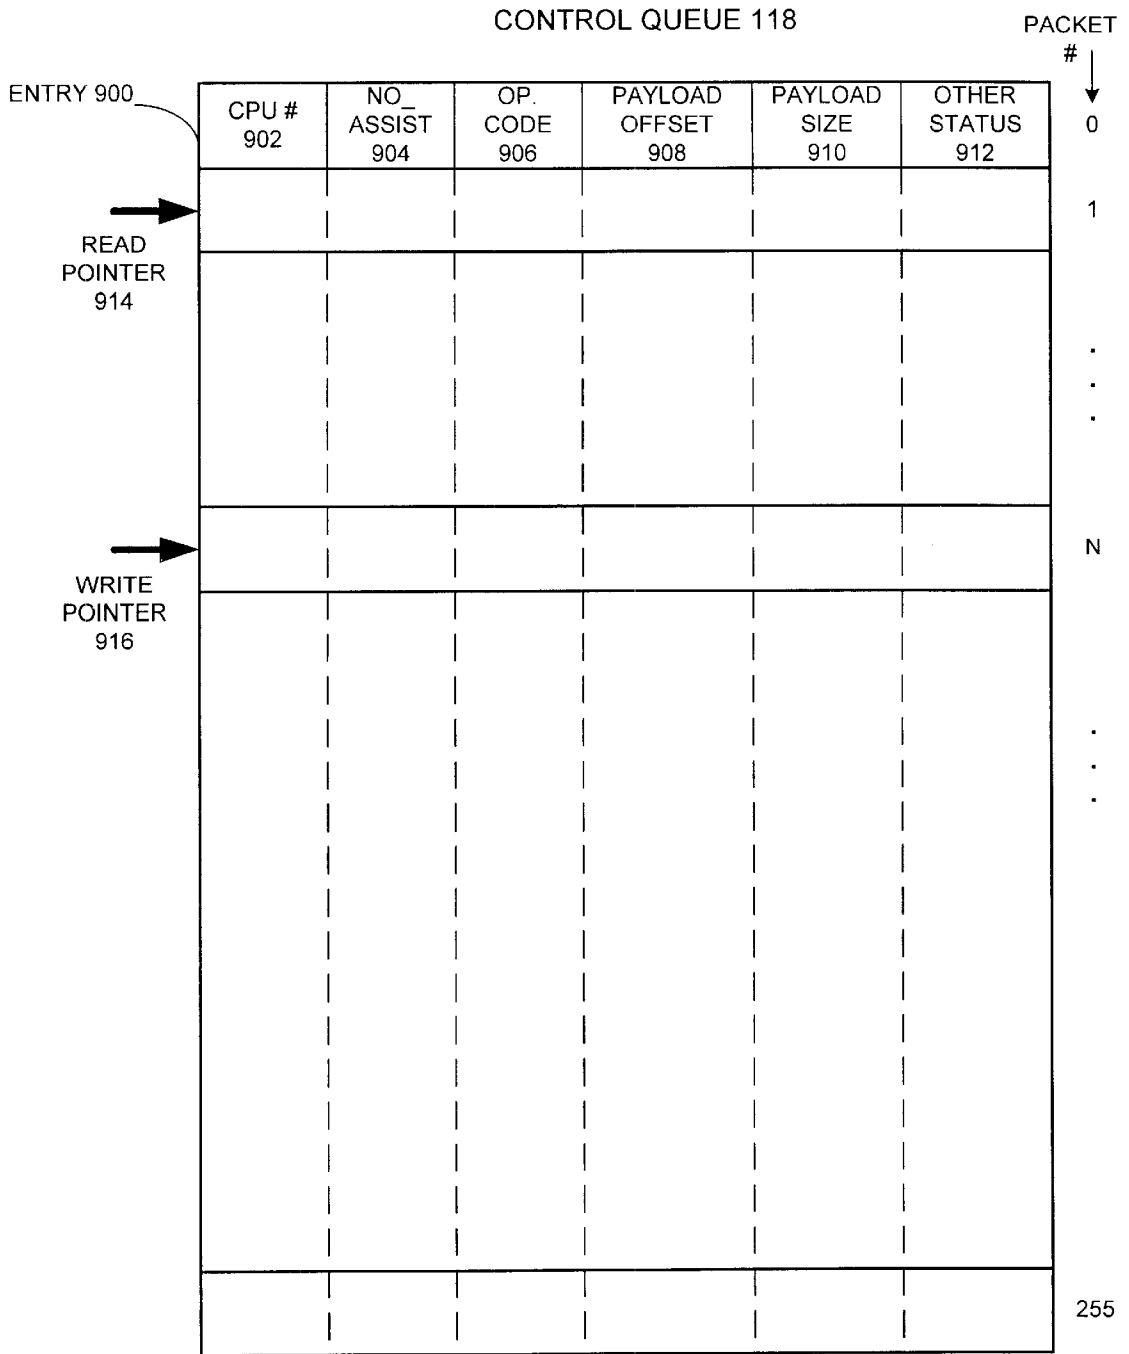 CONTROL QUEUE 118
PACKET
#
ENTRY 900
CPU #
902
NO_
ASSIST
904
OP.
CODE
906
PAYLOAD
OFFSET
908
PAYLOAD
SIZE
910
OTHER
STATUS
912
0
1
READ
POINTER
914
.
.
.
N
WRITE
POINTER
916
.
.
.
255